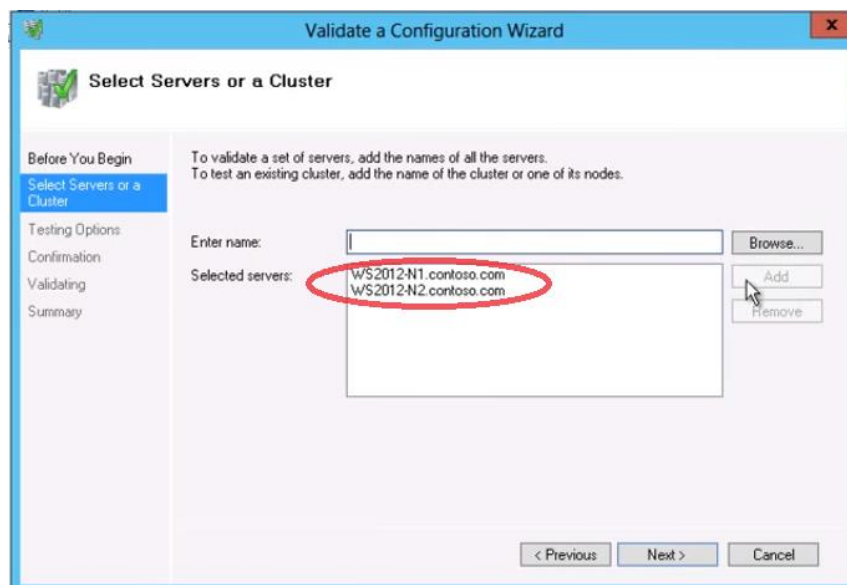 Validate a Configuration Wizard
x
Select Servers or a Cluster
Before You Begin
Select Servers or a
Cluster
Testing Options
Confirmation
Validating
Summary
To validate a set of servers, add the names of all the servers.
To test an existing cluster, add the name of the cluster or one of its nodes.
Enter name:
Browse...
Selected servers:
WS2012-N1.contoso.com
WS2012-N2.contoso.com
Add
Remove
< Previous
Next >
Cancel